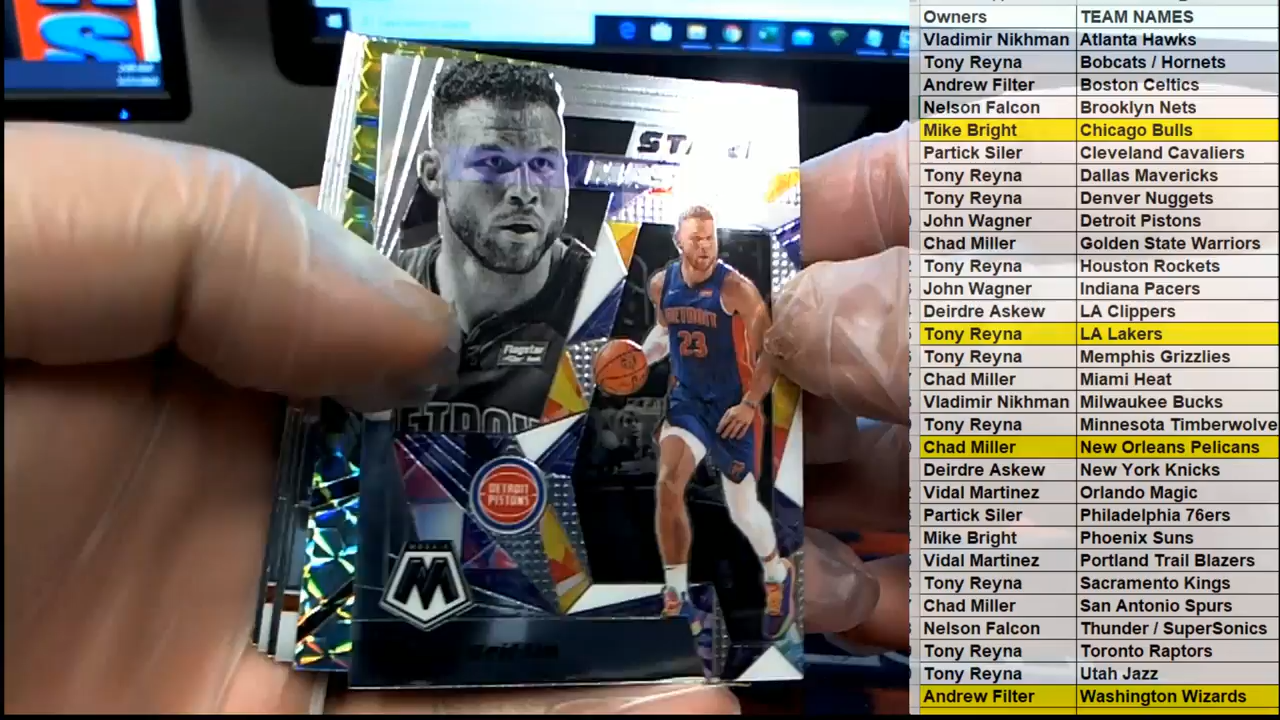 Owners TEAM NAMES
Vladimir Nikhman Atlanta Hawks
Tony Reyna Bobcats / Hornets
Andrew Filter Boston Celtics
Nelson Falcon Brooklyn Nets
Mike Bright Chicago Bulls
Partick Siler Cleveland Cavaliers
Tony Reyna Dallas Mavericks
Tony Reyna Denver Nuggets
John Wagner Detroit Pistons
Chad Miller Golden State Warriors
Tony Reyna Houston Rockets
John Wagner Indiana Pacers
Deirdre Askew LA Clippers
Tony Reyna LA Lakers
Tony Reyna Memphis Grizzlies
Chad Miller Miami Heat
Vladimir Nikhman Milwaukee Bucks
Tony Reyna Minnesota Timberwolve
Chad Miller New Orleans Pelicans
Deirdre Askew New York Knicks
Vidal Martinez Orlando Magic
Partick Siler Philadelphia 76ers
Mike Bright Phoenix Suns
Vidal Martinez Portland Trail Blazers
Tony Reyna Sacramento Kings
Chad Miller San Antonio Spurs
Nelson Falcon Thunder / SuperSonics
Tony Reyna Toronto Raptors
Tony Reyna Utah Jazz
Andrew Filter Washington Wizards
DETROIT
23
Flagstar
ETROI
DETROIT
PISTONS
MOSAIC
M